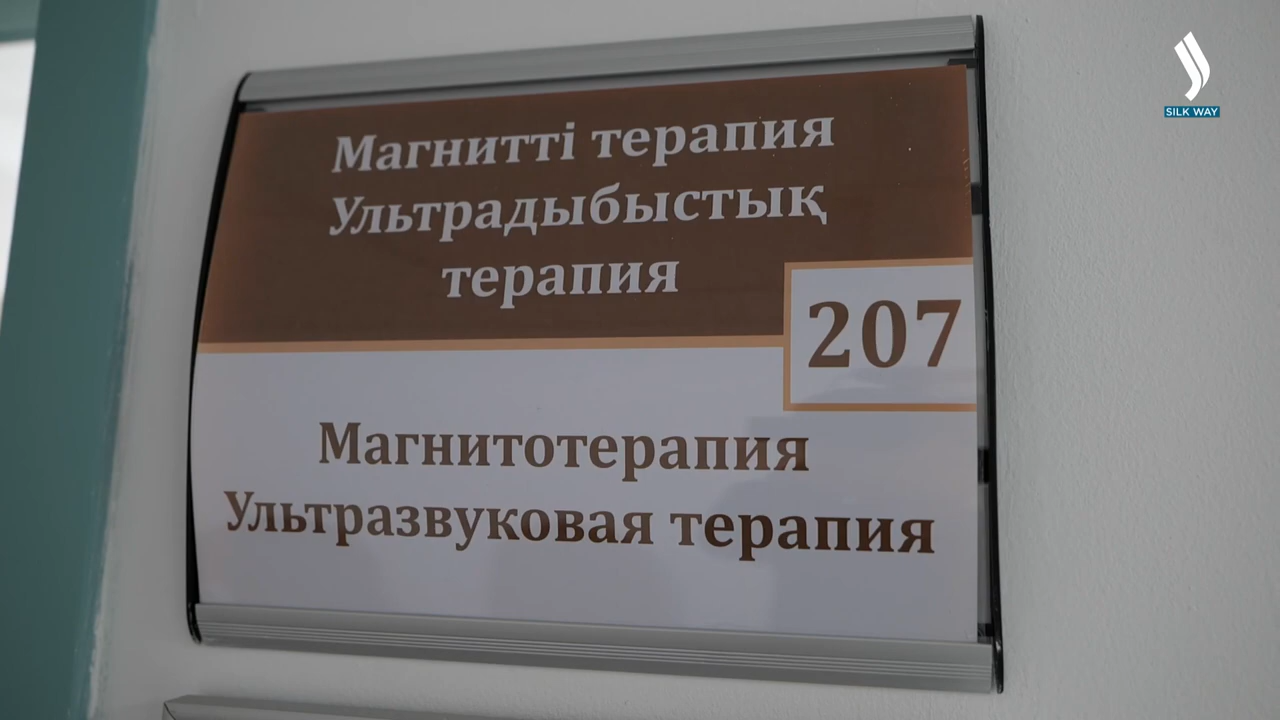 Магнитті терапия
Ультрадыбыстық
терапия
207
Магнитотерапия
Ультразвуковая терапия
SILK WAY